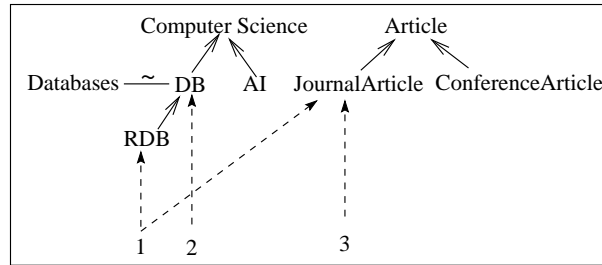 Computer Science Article
Databases ~ DB AI JournalArticle ConferenceArticle
RDB
1 2 3